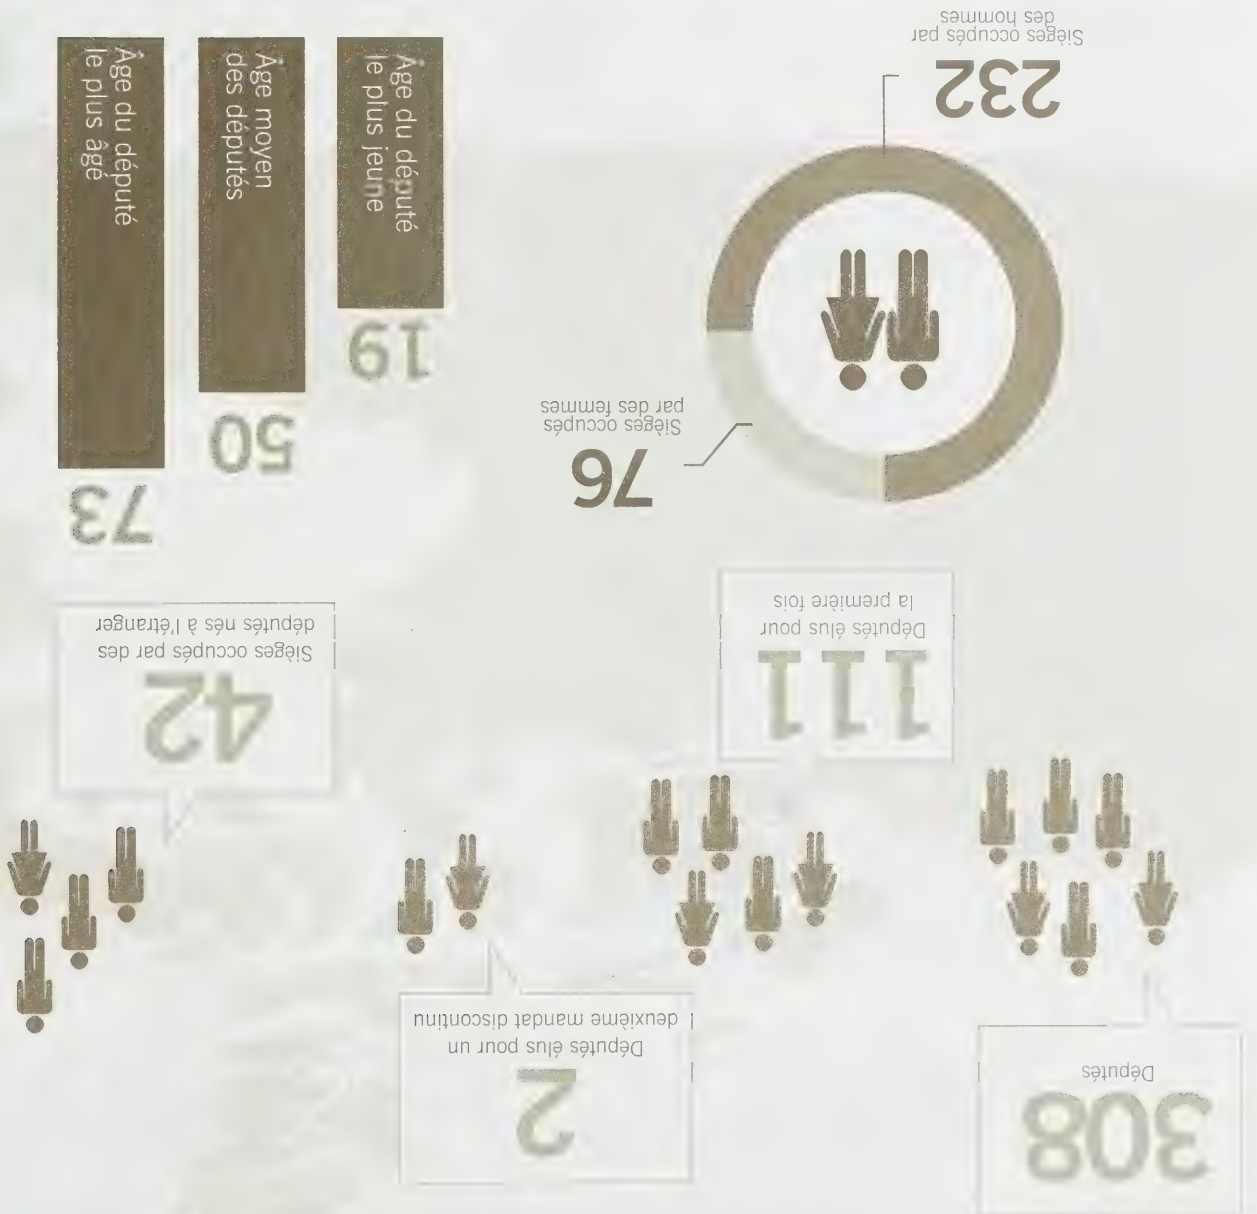 308
Députés
2
Députés élus pour un
deuxième mandat discontinu
111
Députés élus pour
la première fois
42
Sièges occupés par des
députés nés à l'étranger
76
Sièges occupés
par des femmes
232
Sièges occupés par
des hommes
19
Âge du député
le plus jeune
50
Âge moyen
des députés
73
Âge du député
le plus âgé